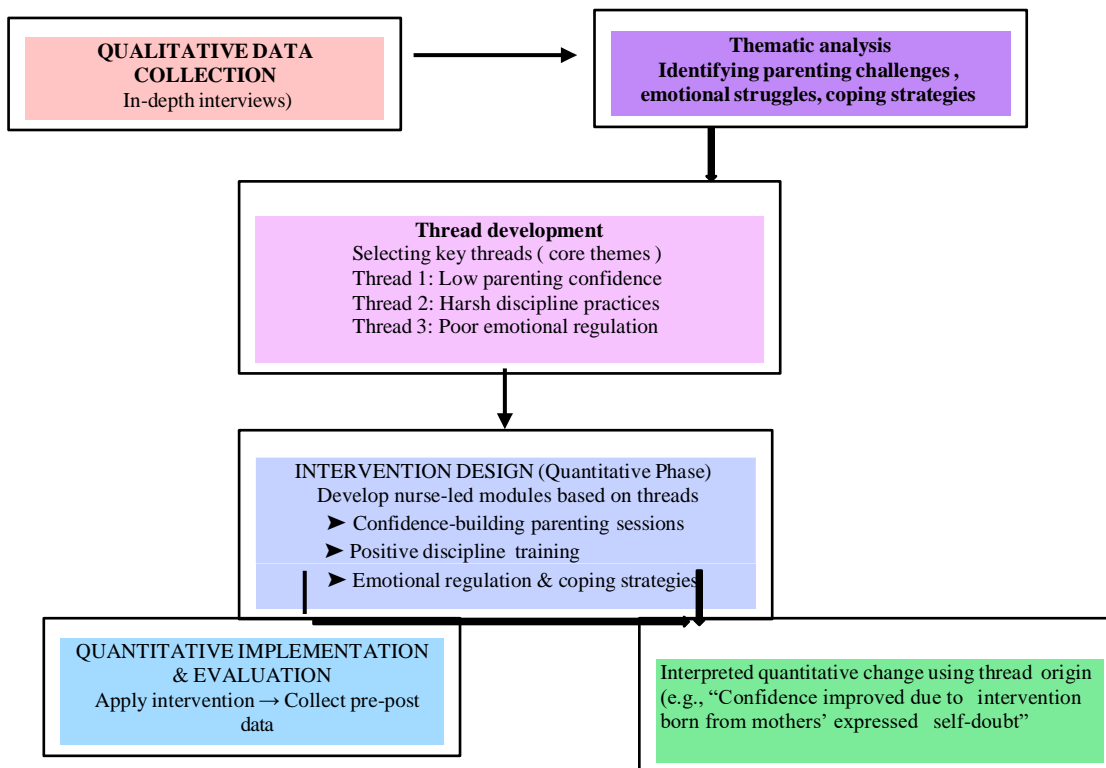 QUALITATIVE DATA
COLLECTION
In-depth interviews)
Thematic analysis
Identifying parenting challenges ,
emotional struggles, coping strategies
Thread development
Selecting key threads ( core themes )
Thread 1: Low parenting confidence
Thread 2: Harsh discipline practices
Thread 3: Poor emotional regulation
INTERVENTION DESIGN (Quantitative Phase)
Develop nurse-led modules based on threads
➤ Confidence-building parenting sessions
➤ Positive discipline training
➤ Emotional regulation & coping strategies
QUANTITATIVE IMPLEMENTATION
& EVALUATION
Apply intervention → Collect pre-post
data
Interpreted quantitative change using thread origin
(e.g., “Confidence improved due to intervention
born from mothers’ expressed self-doubt”